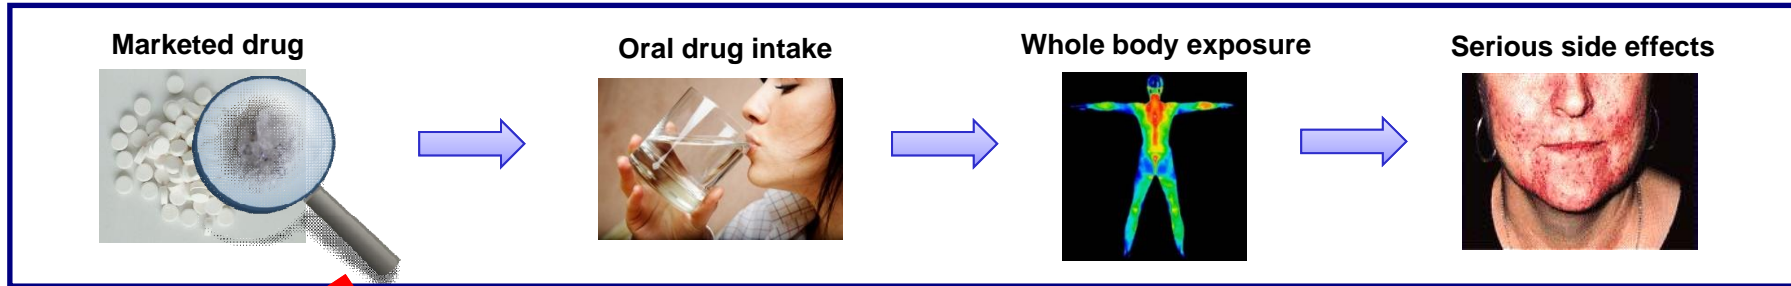 Marketed drug
Oral drug intake
Whole body exposure
Serious side effects